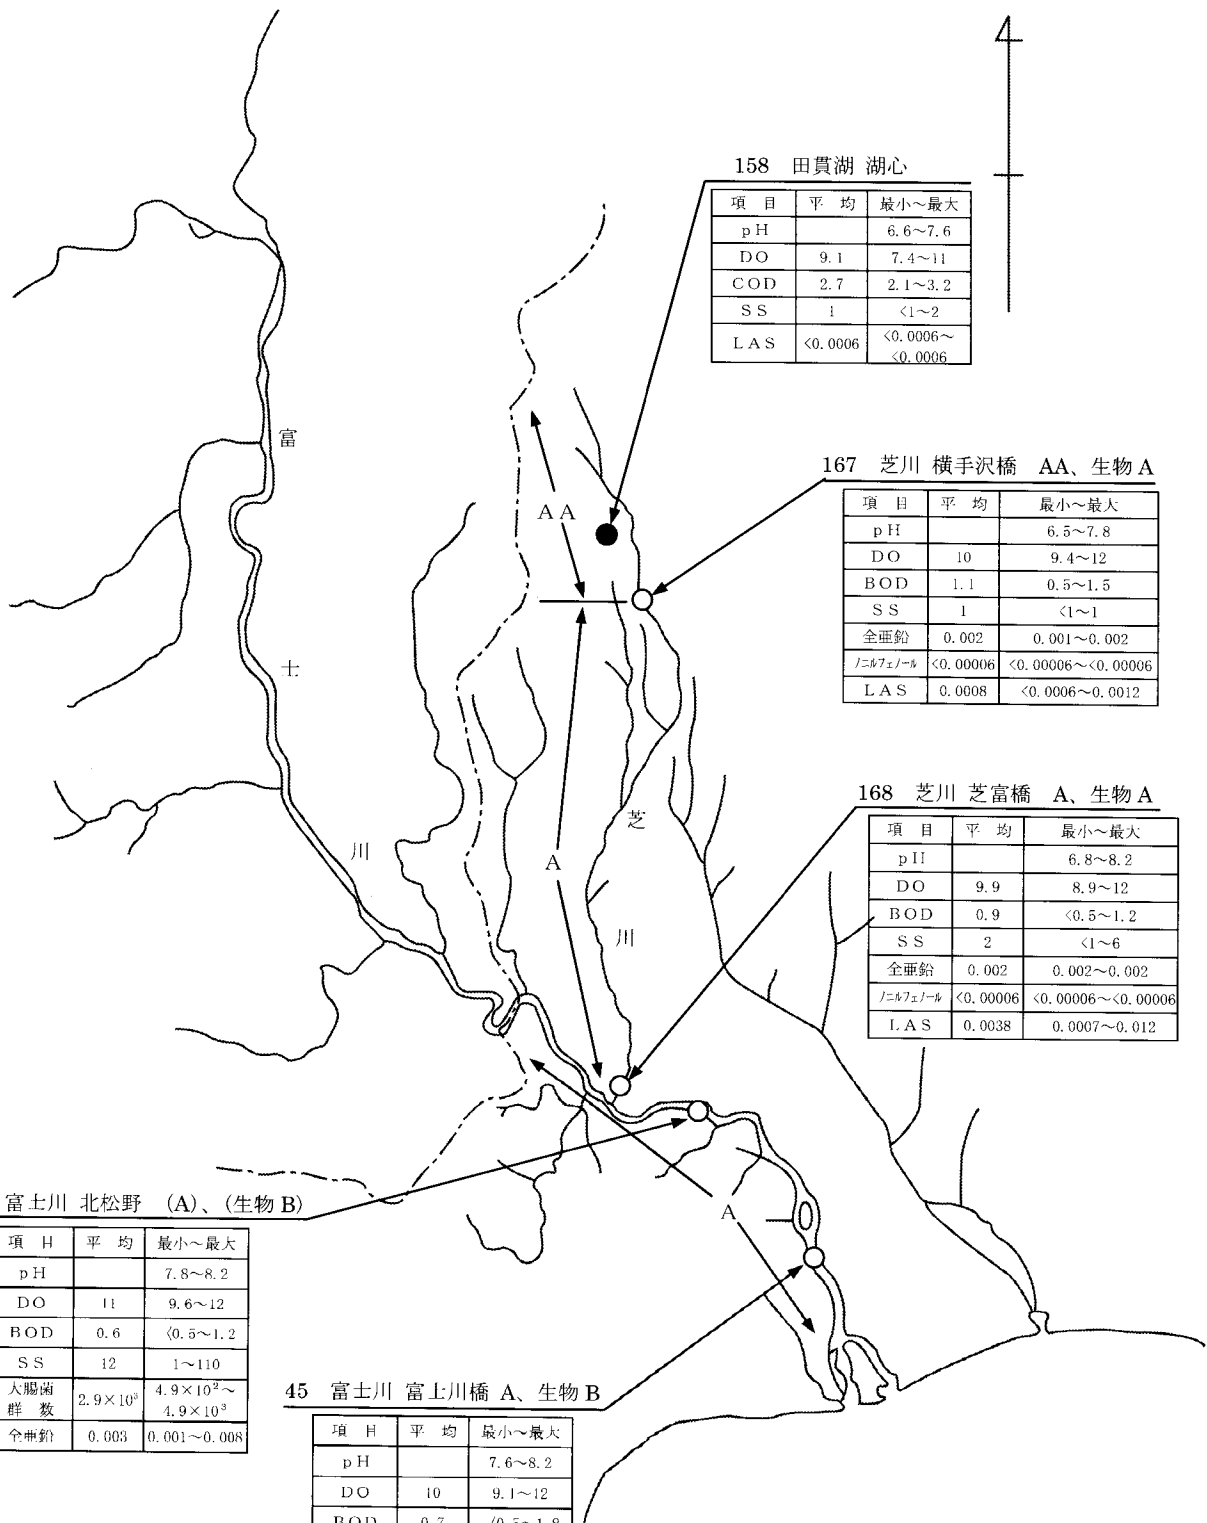 158 田貫湖 湖心
項 目 平 均 最小～最大
pH 6.6～7.6
DO 9.1 7.4～11
COD 2.7 2.1～3.2
SS 1 <1～2
LAS <0.0006 <0.0006～
<0.0006
167 芝川 横手沢橋 AA、生物A
項 目 平 均 最小～最大
pH 6.5～7.8
DO 10 9.4～12
BOD 1.1 0.5～1.5
SS 1 <1～1
全亜鉛 0.002 0.001～0.002
ノニルフェノール <0.00006 <0.00006～<0.00006
LAS 0.0008 <0.0006～0.0012
富
AA
士
168 芝川 芝富橋 A、生物A
項 目 平 均 最小～最大
pH 6.8～8.2
DO 9.9 8.9～12
BOD 0.9 <0.5～1.2
SS 2 <1～6
全亜鉛 0.002 0.002～0.002
ノニルフェノール <0.00006 <0.00006～<0.00006
LAS 0.0038 0.0007～0.012
芝
川
A
川
富士川 北松野 (A)、(生物B)
項 目 平 均 最小～最大
pH 7.8～8.2
DO 11 9.6～12
BOD 0.6 <0.5～1.2
SS 12 1～110
大腸菌
群 数 2.9×10³ 4.9×10²～
4.9×10³
全亜鉛 0.003 0.001～0.008
A
45 富士川 富士川橋 A、生物B
項 目 平 均 最小～最大
pH 7.6～8.2
DO 10 9.1～12